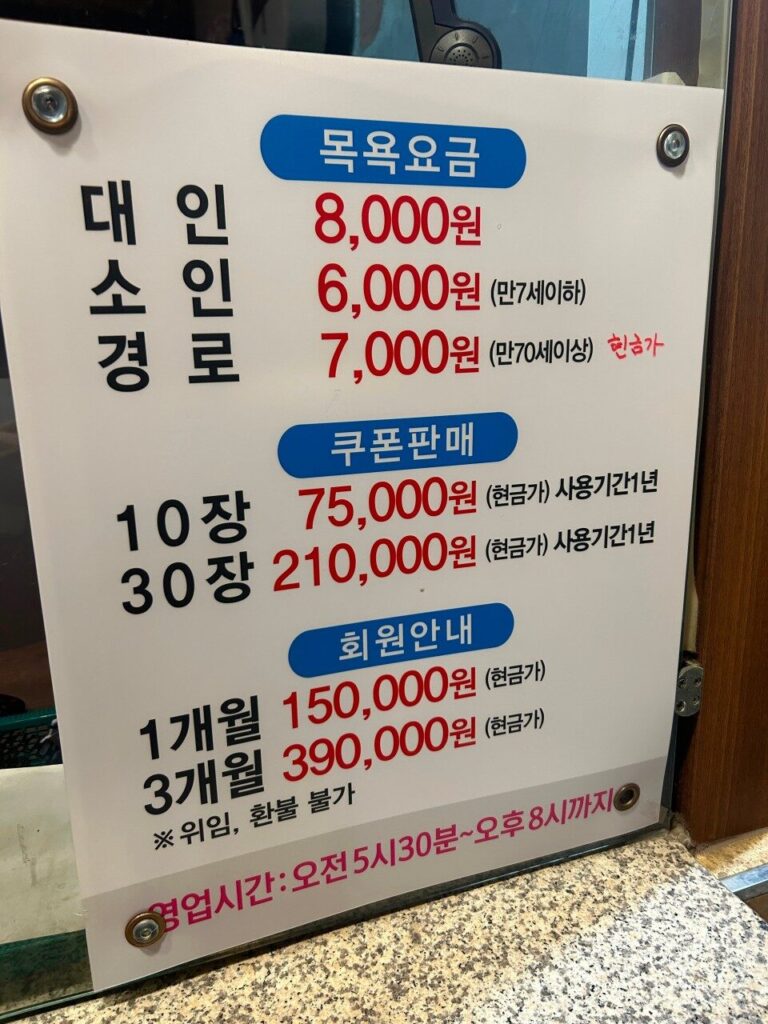 목욕요금
대 인 8,000원
소 인 6,000원 (만7세이하)
경 로 7,000원 (만70세이상) 현금가
쿠폰판매
10장 75,000원 (현금가) 사용기간1년
30장 210,000원 (현금가) 사용기간1년
회원안내
1개월 150,000원 (현금가)
3개월 390,000원 (현금가)
※위임, 환불 불가
영업시간:오전5시30분~오후8시까지